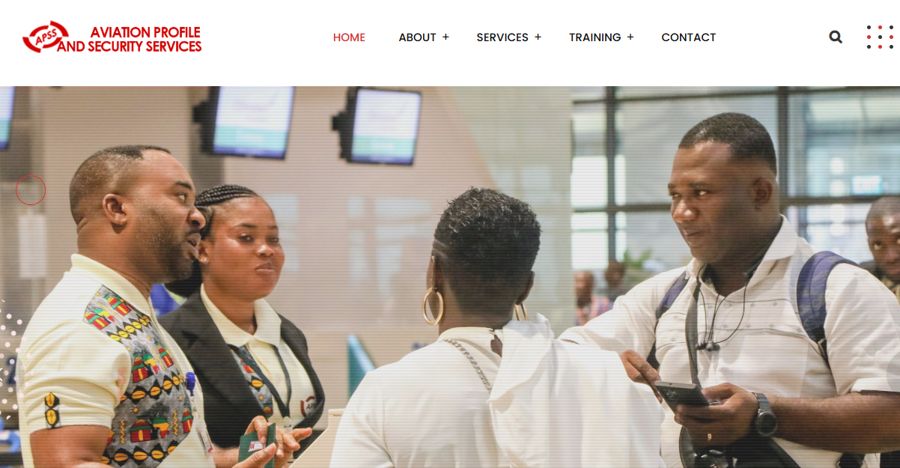 APSS
AVIATION PROFILE
AND SECURITY SERVICES
HOME
ABOUT +
SERVICES +
TRAINING +
CONTACT